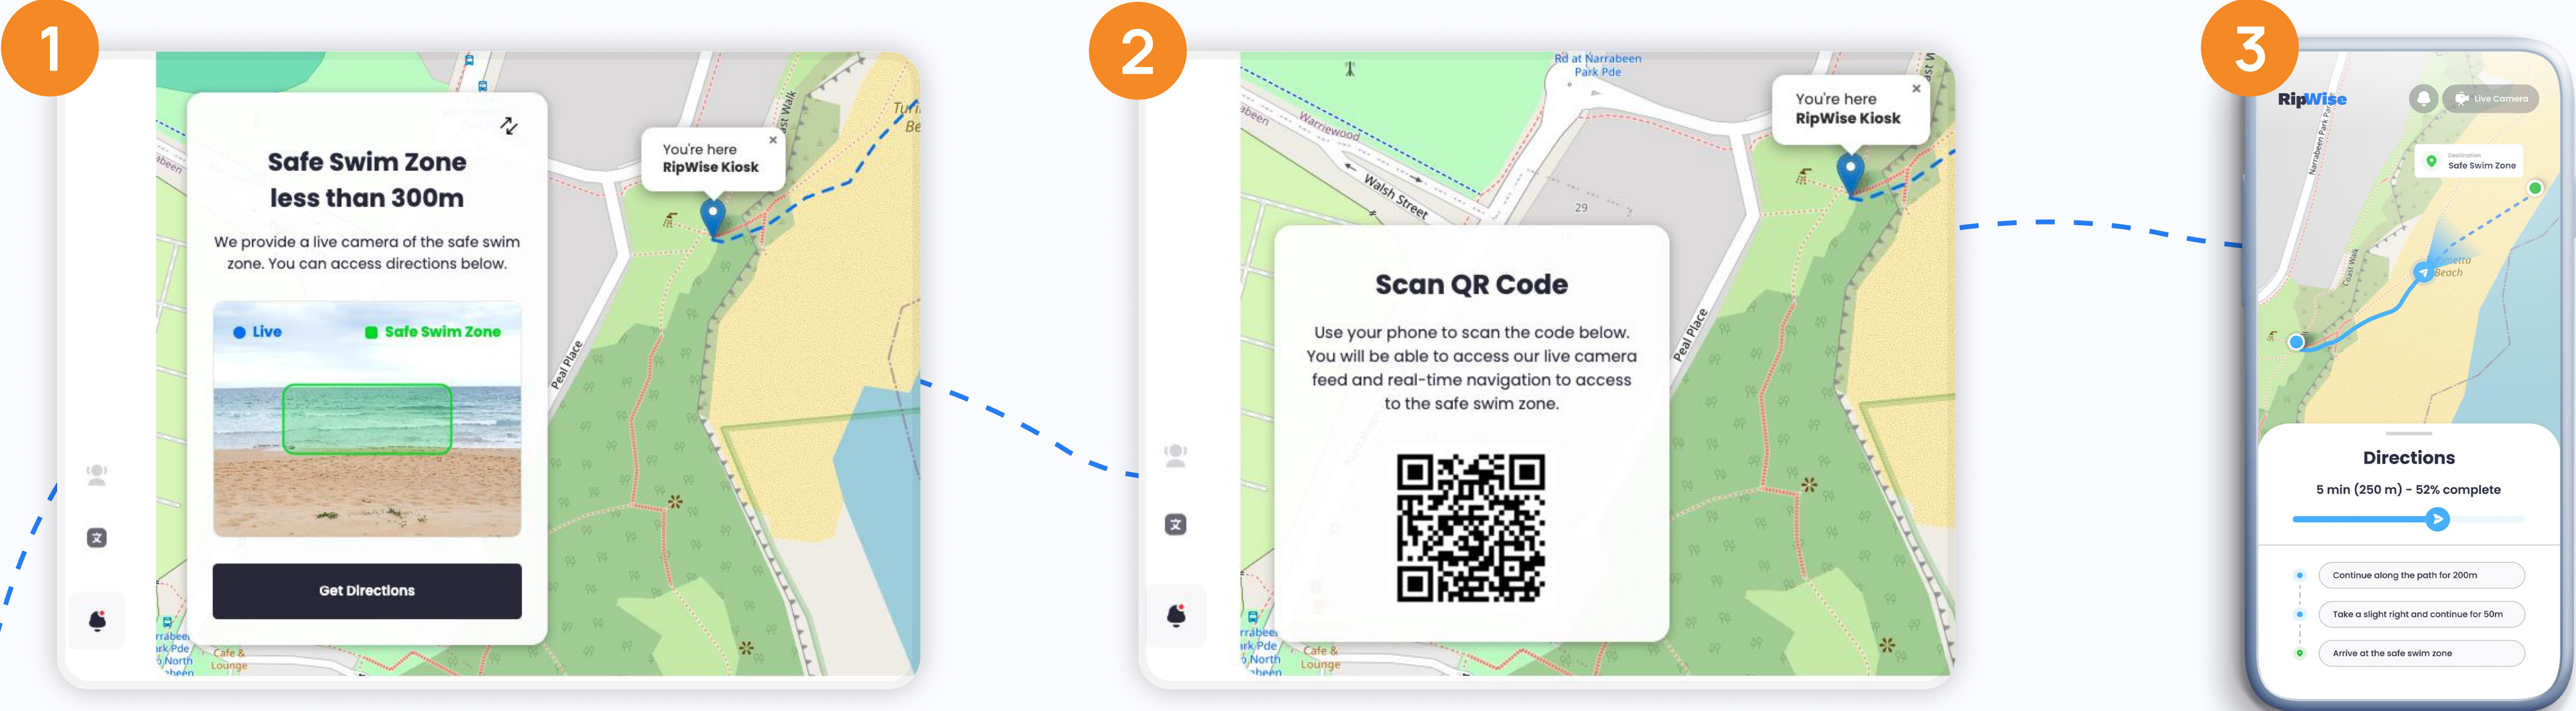 1
Safe Swim Zone
less than 300m
We provide a live camera of the safe swim
zone. You can access directions below.
Live
Safe Swim Zone
Get Directions
You're here
RipWise Kiosk
Peal Place
Cafe &
Lounge
2
Rd at Narrabeen
Park Pde
Warriewood
Walsh Street
29
You're here
RipWise Kiosk
Peal Place
Scan QR Code
Use your phone to scan the code below.
You will be able to access our live camera
feed and real-time navigation to access
to the safe swim zone.
Cafe &
Lounge
3
RipWise
Live Camera
Destination
Safe Swim Zone
Coast Walk
Beach
Directions
5 min (250 m) - 52% complete
Continue along the path for 200m
Take a slight right and continue for 50m
Arrive at the safe swim zone